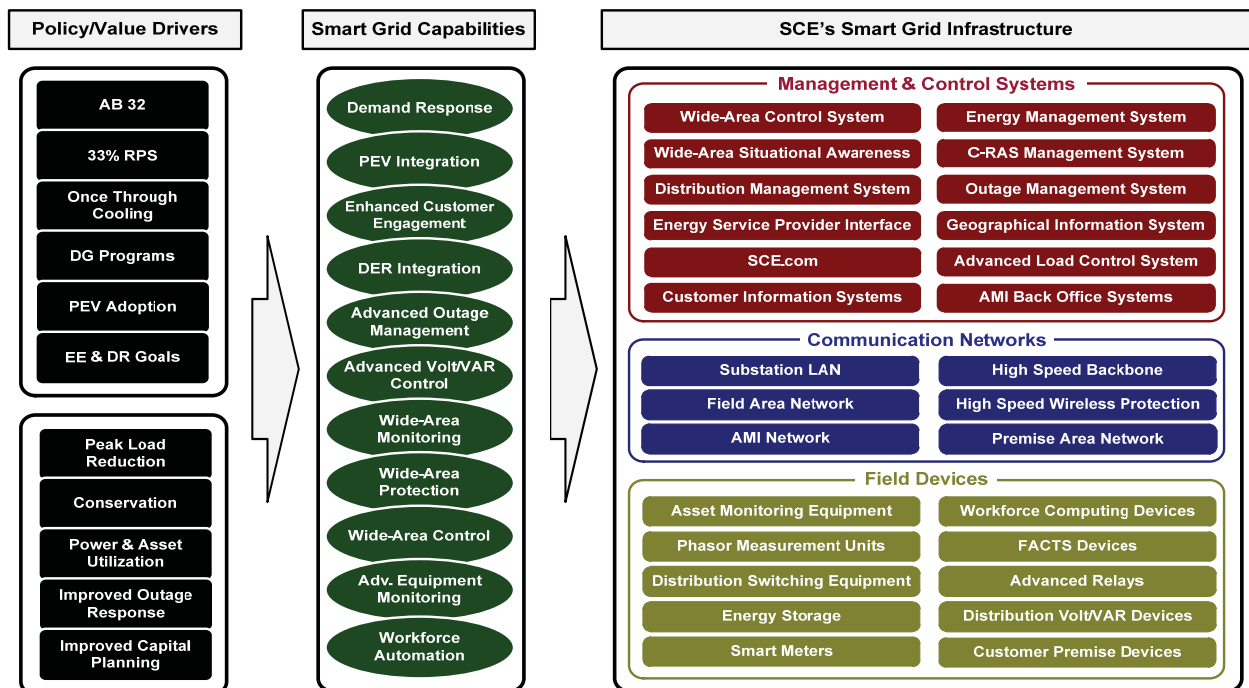 Policy/Value Drivers
Smart Grid Capabilities
SCE's Smart Grid Infrastructure
AB 32
33% RPS
Once Through
Cooling
DG Programs
PEV Adoption
EE & DR Goals
Peak Load
Reduction
Conservation
Power & Asset
Utilization
Improved Outage
Response
Improved Capital
Planning
Demand Response
PEV Integration
Enhanced Customer
Engagement
DER Integration
Advanced Outage
Management
Advanced Volt/VAR
Control
Wide-Area
Monitoring
Wide-Area
Protection
Wide-Area Control
Adv. Equipment
Monitoring
Workforce
Automation
Management & Control Systems
Wide-Area Control System
Energy Management System
Wide-Area Situational Awareness
C-RAS Management System
Distribution Management System
Outage Management System
Energy Service Provider Interface
Geographical Information System
SCE.com
Advanced Load Control System
Customer Information Systems
AMI Back Office Systems
Communication Networks
Substation LAN
High Speed Backbone
Field Area Network
High Speed Wireless Protection
AMI Network
Premise Area Network
Field Devices
Asset Monitoring Equipment
Workforce Computing Devices
Phasor Measurement Units
FACTS Devices
Distribution Switching Equipment
Advanced Relays
Energy Storage
Distribution Volt/VAR Devices
Smart Meters
Customer Premise Devices